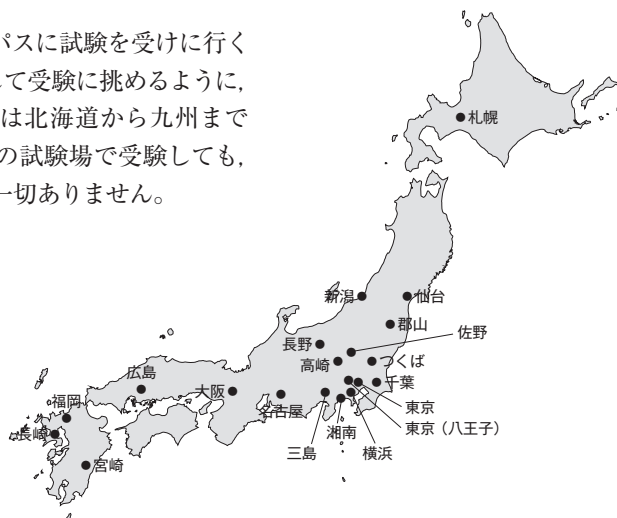 パスに試験を受けに行く
して受験に挑めるように，
は北海道から九州まで
の試験場で受験しても，
一切ありません。
札幌
新潟
仙台
郡山
佐野
長野
高崎
つくば
広島
大阪
千葉
福岡
名古屋
東京
長崎
湘南
東京（八王子）
三島
横浜
宮崎